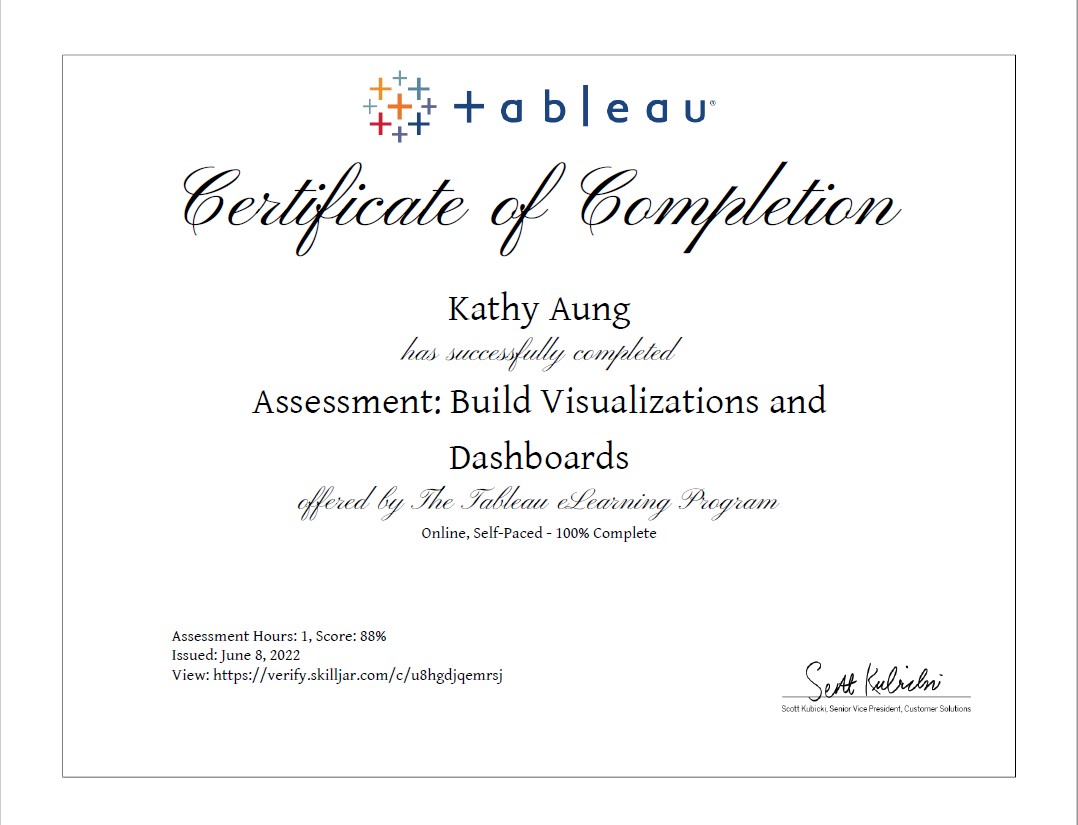 +ableau®
Certificate of Completion
Kathy Aung
has successfully completed
Assessment: Build Visualizations and
Dashboards
offered by The Tableau eLearning Program
Online, Self-Paced - 100% Complete
Assessment Hours: 1, Score: 88%
Issued: June 8, 2022
View: https://verify.skilljar.com/c/u8hgdjqemrsj
Scott Kubicki
Scott Kubicki, Senior Vice President, Customer Solutions